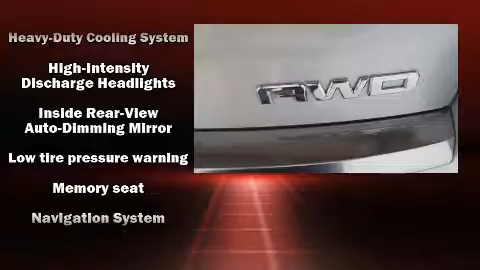 Heavy-Duty Cooling System
High-Intensity
Discharge Headlights
Inside Rear-View
Auto-Dimming Mirror
Low tire pressure warning
Memory seat
Navigation System
AWD